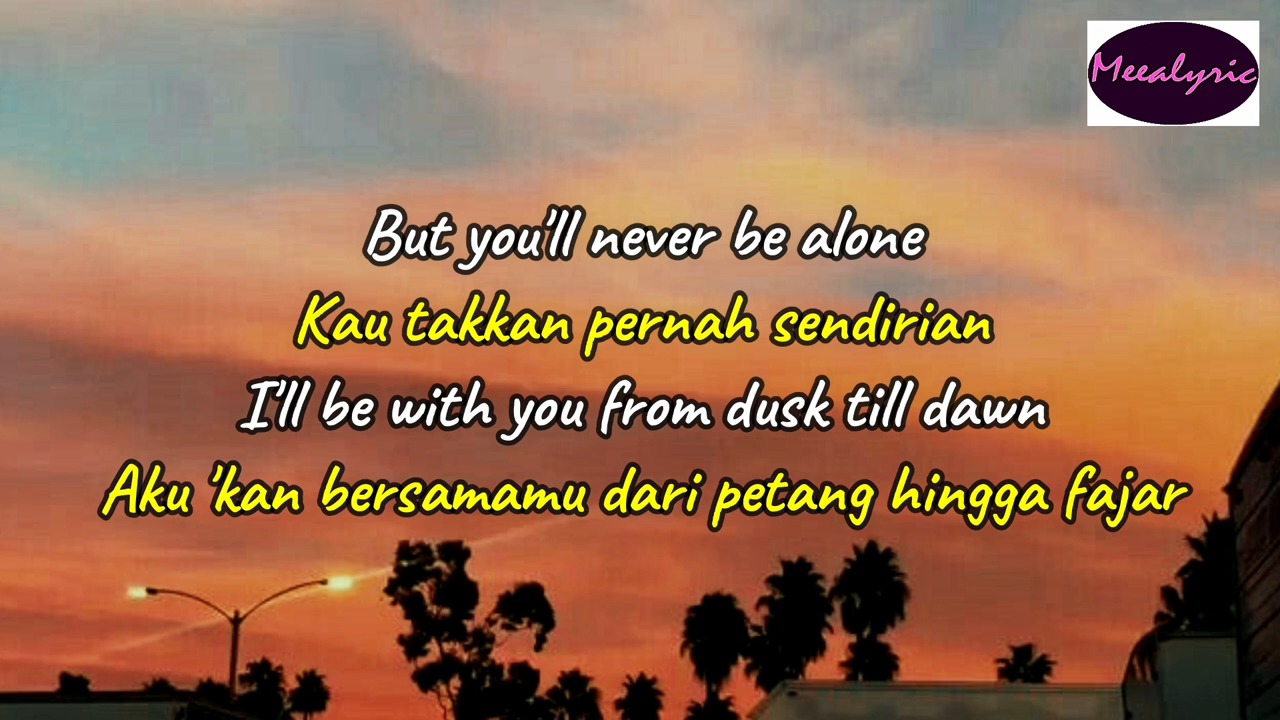 Meealyric
But you'll never be alone
Kau takkan pernah sendirian
I'll be with you from dusk till dawn
Aku 'kan bersamamu dari petang hingga fajar